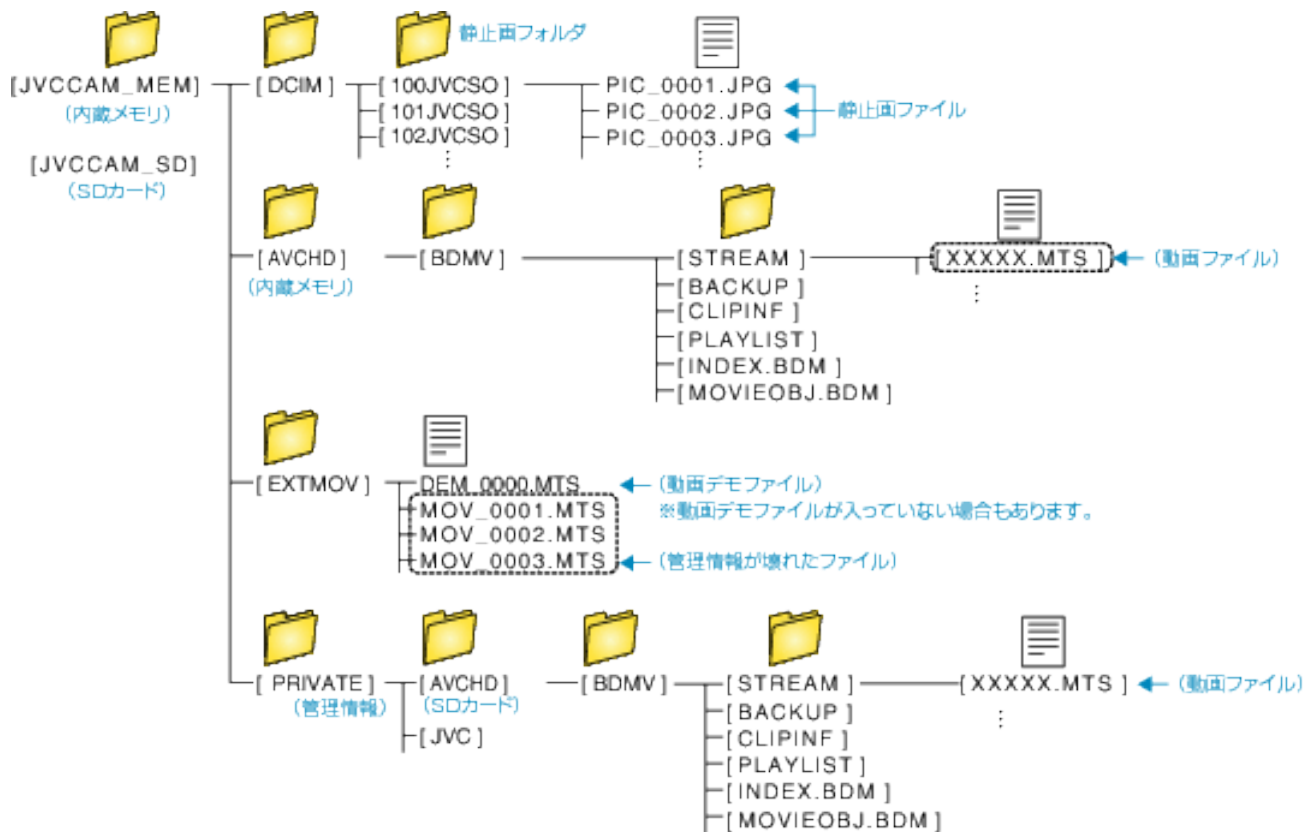 静止画フォルダ
[JVCCAM_MEM]
(内蔵メモリ)
[JVCCAM_SD]
(SDカード)
[DCIM]
[100JVCSO]
[101JVCSO]
[102JVCSO]
⋮
PIC_0001.JPG
PIC_0002.JPG
PIC_0003.JPG
⋮
静止画ファイル
[AVCHD]
(内蔵メモリ)
[BDMV]
[STREAM]
[BACKUP]
[CLIPINF]
[PLAYLIST]
[INDEX.BDM]
[MOVIEOBJ.BDM]
[XXXXX.MTS]
⋮
(動画ファイル)
[EXTMOV]
DEM_0000.MTS
(動画デモファイル)
※動画デモファイルが入っていない場合もあります。
MOV_0001.MTS
MOV_0002.MTS
MOV_0003.MTS
(管理情報が壊れたファイル)
[PRIVATE]
(管理情報)
[AVCHD]
(SDカード)
[JVC]
[BDMV]
[STREAM]
[BACKUP]
[CLIPINF]
[PLAYLIST]
[INDEX.BDM]
[MOVIEOBJ.BDM]
[XXXXX.MTS]
⋮
(動画ファイル)